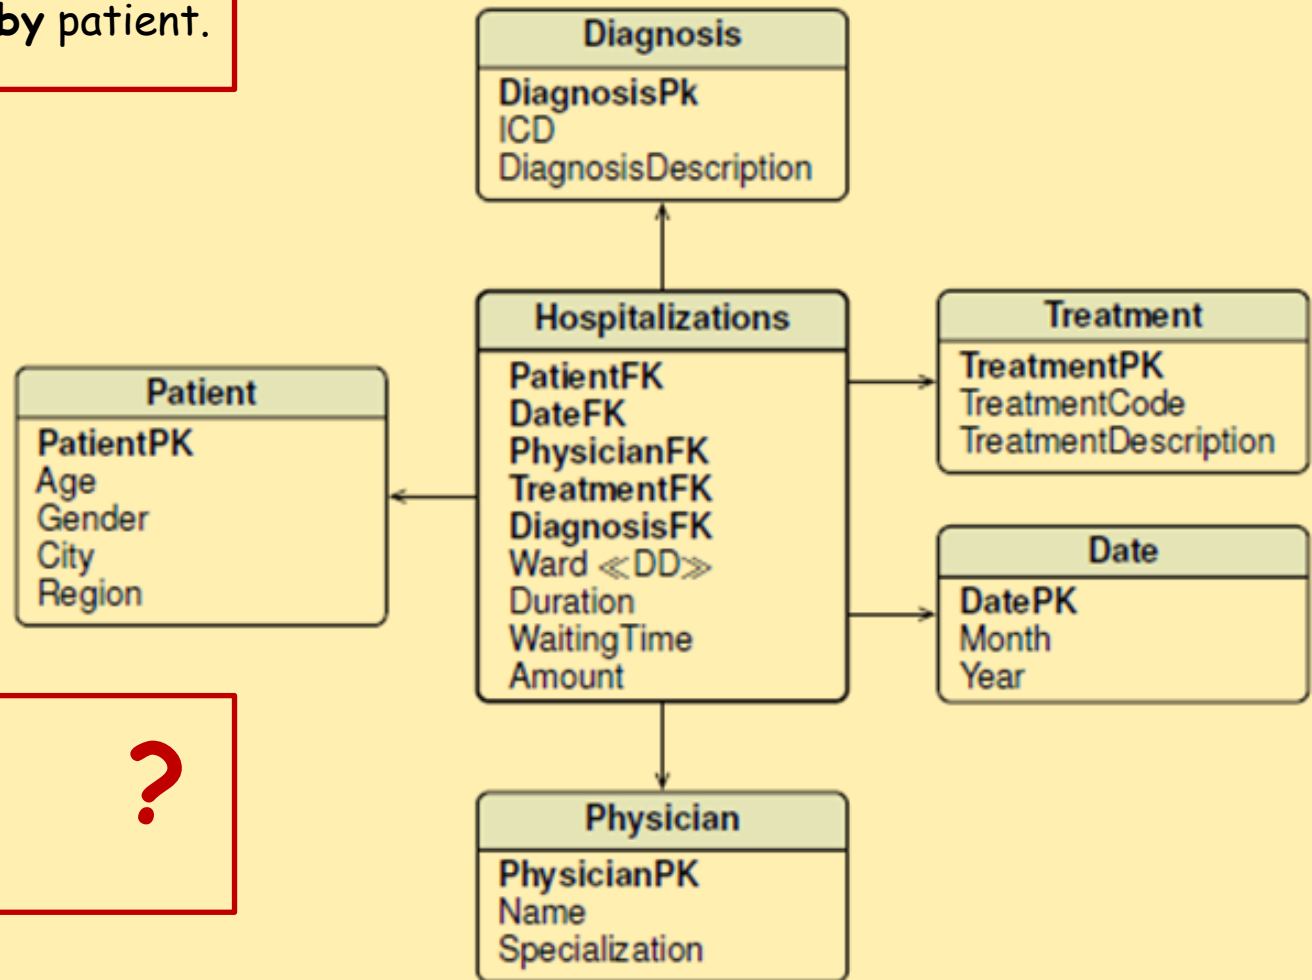 by patient.
Diagnosis
DiagnosisPk
ICD
DiagnosisDescription
Hospitalizations
PatientFK
DateFK
PhysicianFK
TreatmentFK
DiagnosisFK
Ward ≪DD≫
Duration
WaitingTime
Amount
Treatment
TreatmentPK
TreatmentCode
TreatmentDescription
Patient
PatientPK
Age
Gender
City
Region
Date
DatePK
Month
Year
?
Physician
PhysicianPK
Name
Specialization